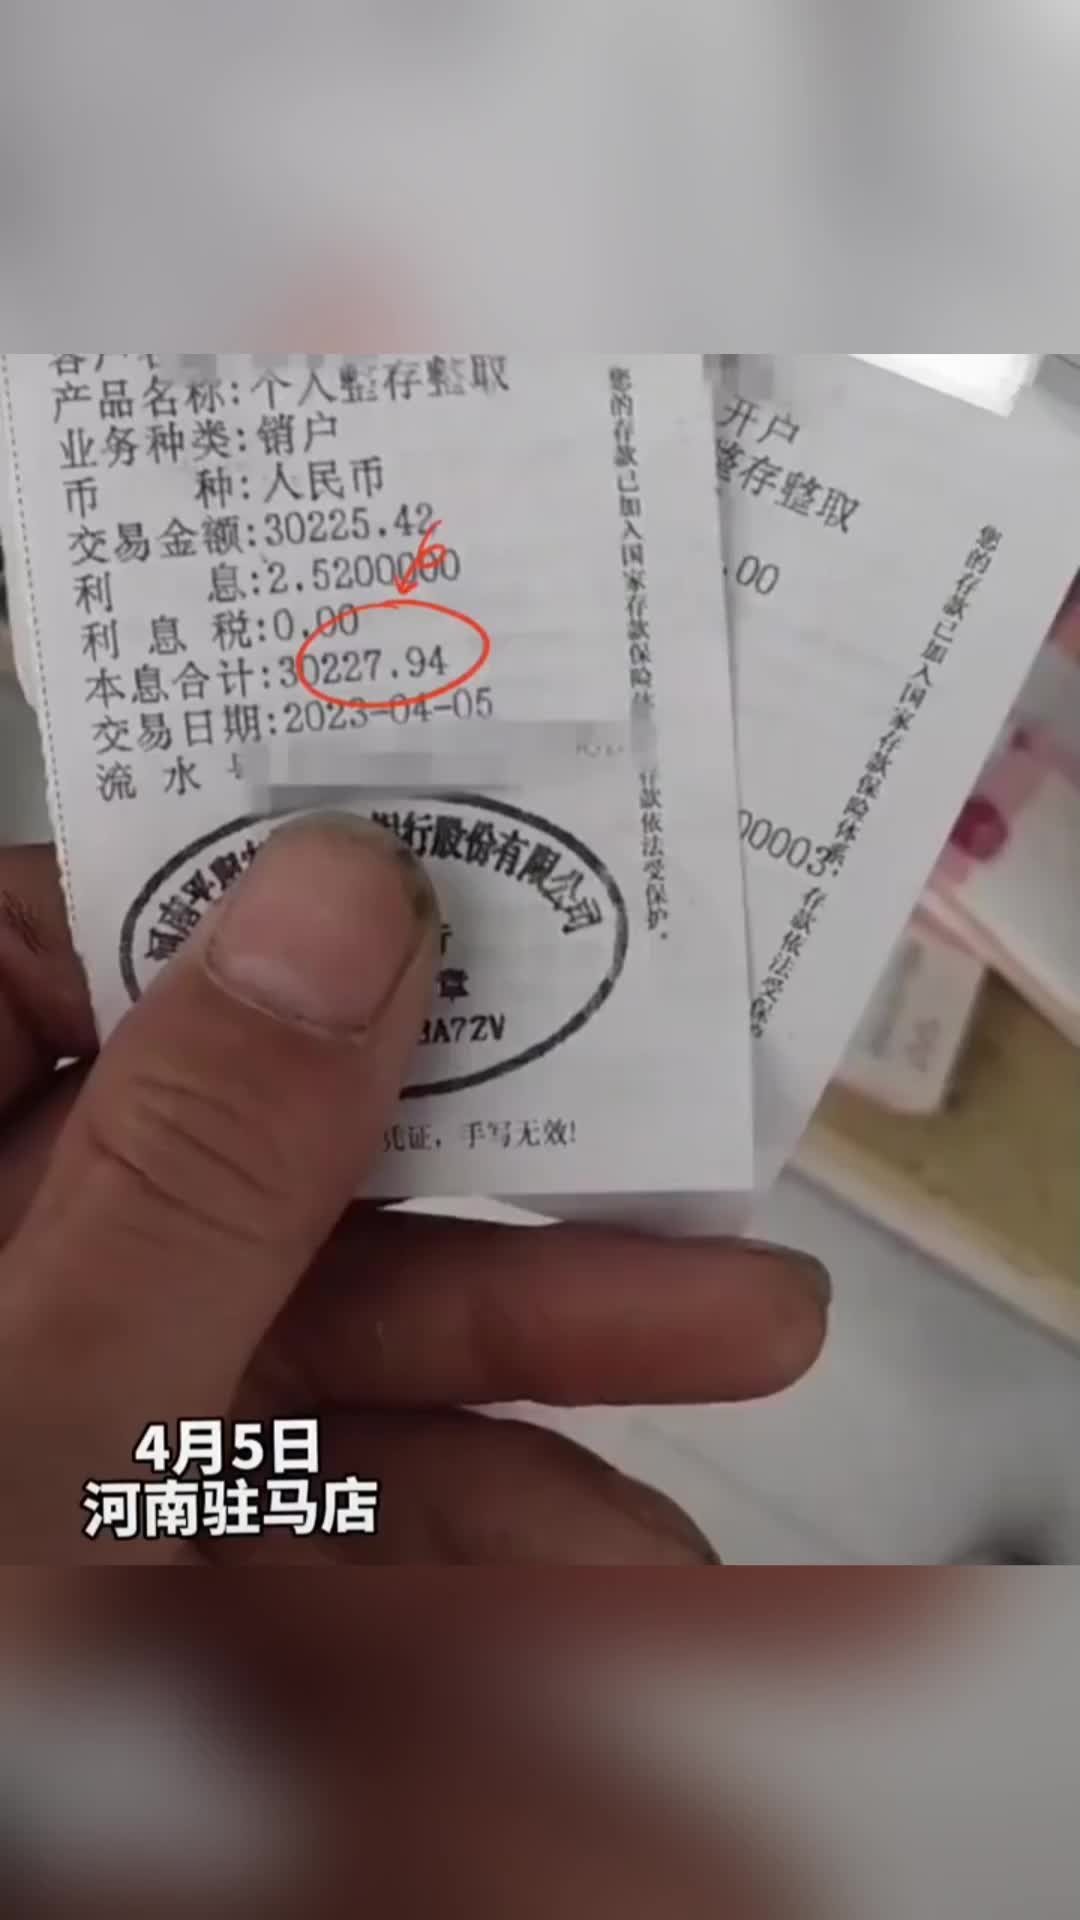 产品名称:个人整存整取
业务种类:销户
币 种:人民币
交易金额:30225.42
利 息:2.5200000
6
利息税:0.00
本息合计:30227.94
交易日期:2023-04-05
流水
银行股份有限公司
章
3A7ZV
凭证，手写无效!
您的存款已加入国家存款保险体
存款依法受保护。
开户
整存整取
.00
00003
您的存款已加入国家存款保险体系，
存款依法受保护
4月5日
河南驻马店